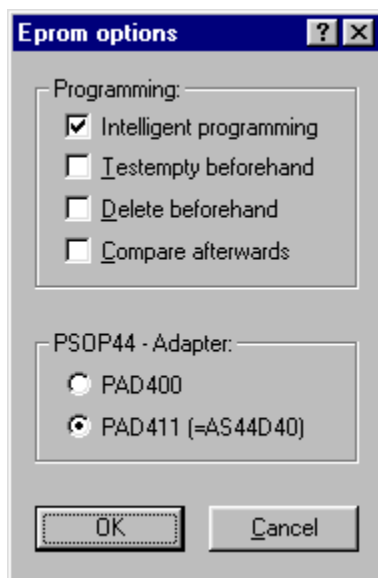 Eprom options
Programming:
Intelligent programming
Testempty beforehand
Delete beforehand
Compare afterwards
PSOP44 - Adapter:
PAD400
PAD411 (=AS44D40)
OK Cancel